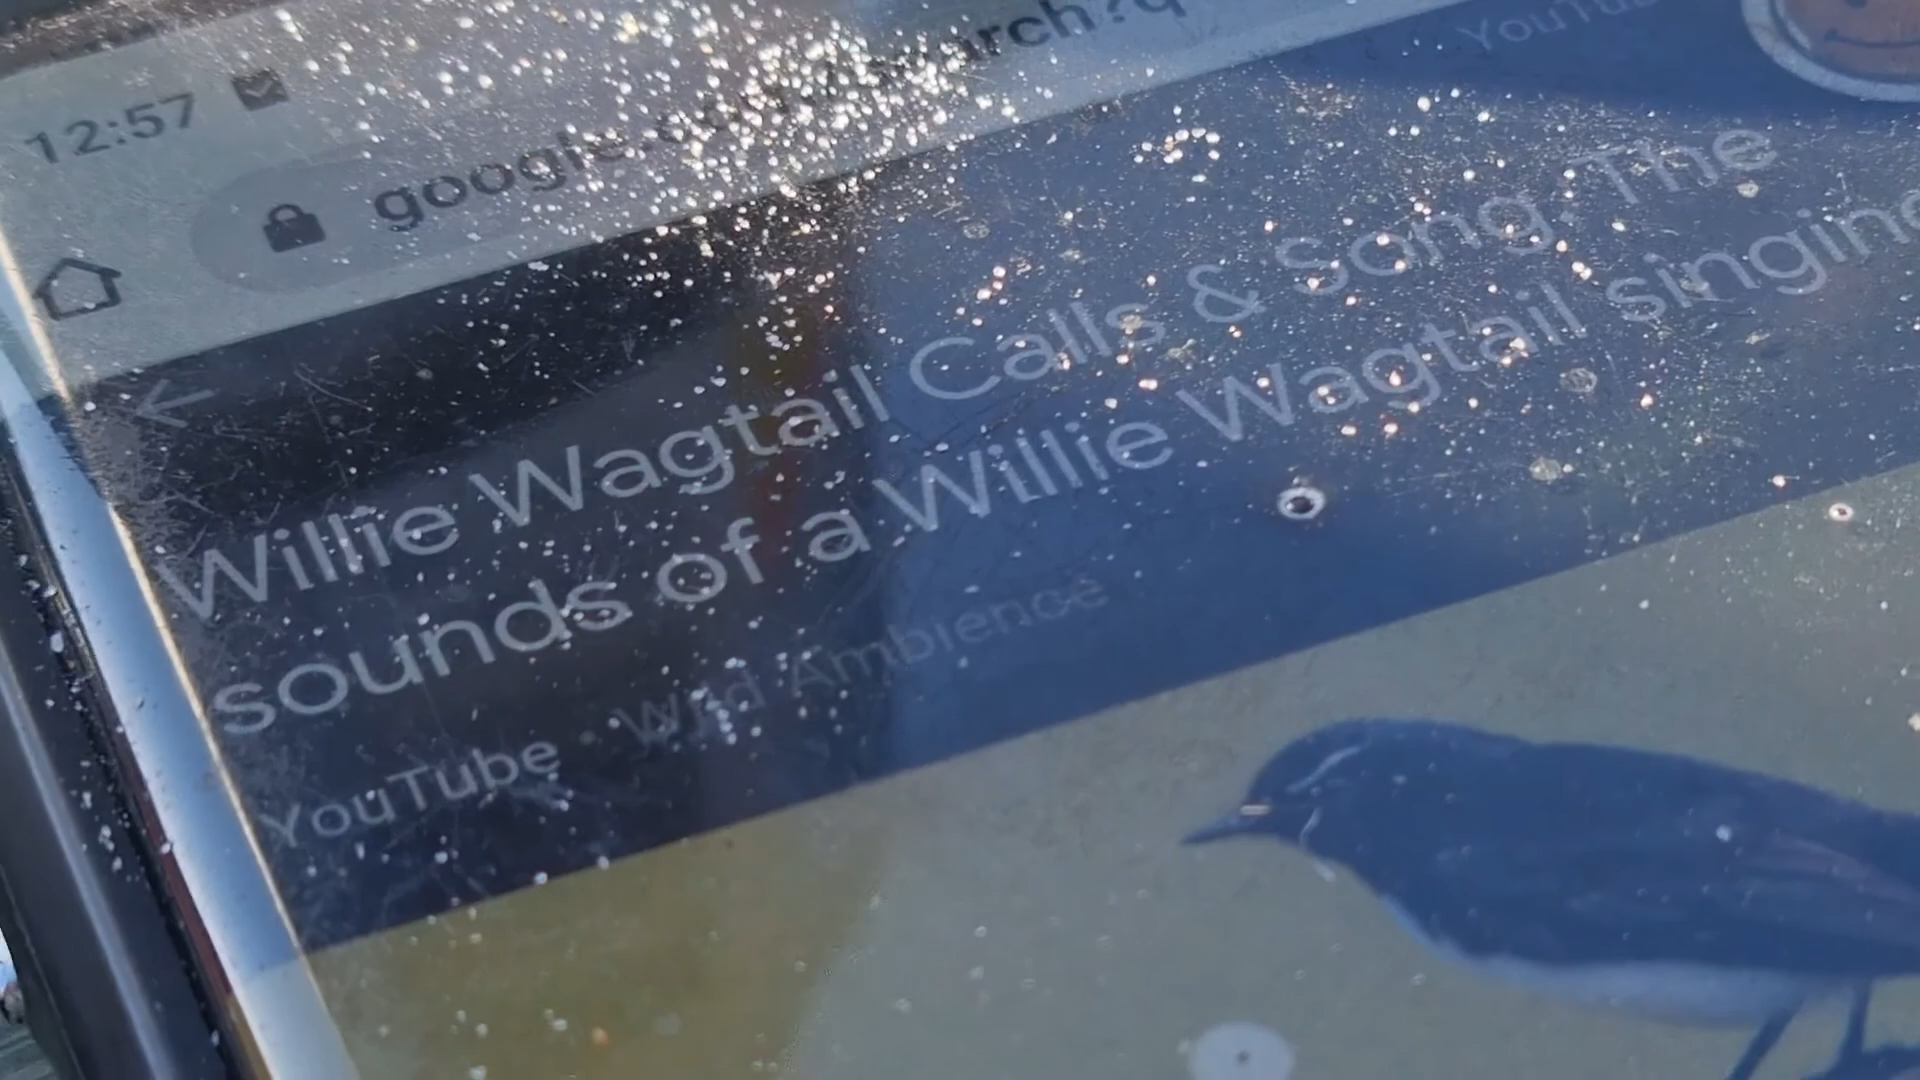 12:57
google.com/search?q
YouTube
Willie Wagtail Calls & Song. The
sounds of a Willie Wagtail singing
YouTube · Wild Ambience